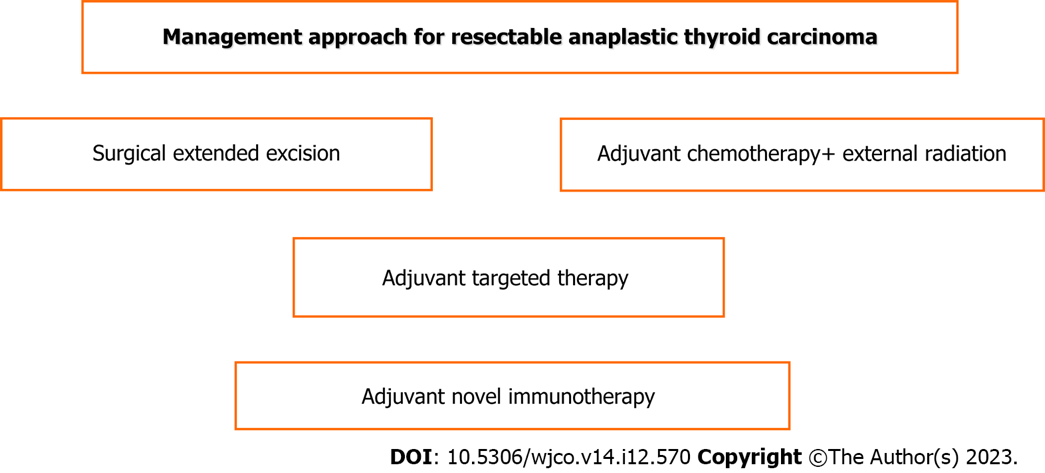 Management approach for resectable anaplastic thyroid carcinoma
Surgical extended excision
Adjuvant chemotherapy+ external radiation
Adjuvant targeted therapy
Adjuvant novel immunotherapy
DOI: 10.5306/wjco.v14.i12.570 Copyright ©The Author(s) 2023.